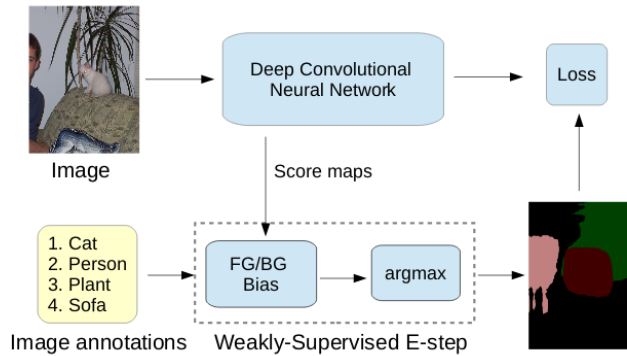 Deep Convolutional
Neural Network
Loss
Image
Score maps
1. Cat
2. Person
3. Plant
4. Sofa
FG/BG
Bias
argmax
Image annotations
Weakly-Supervised E-step